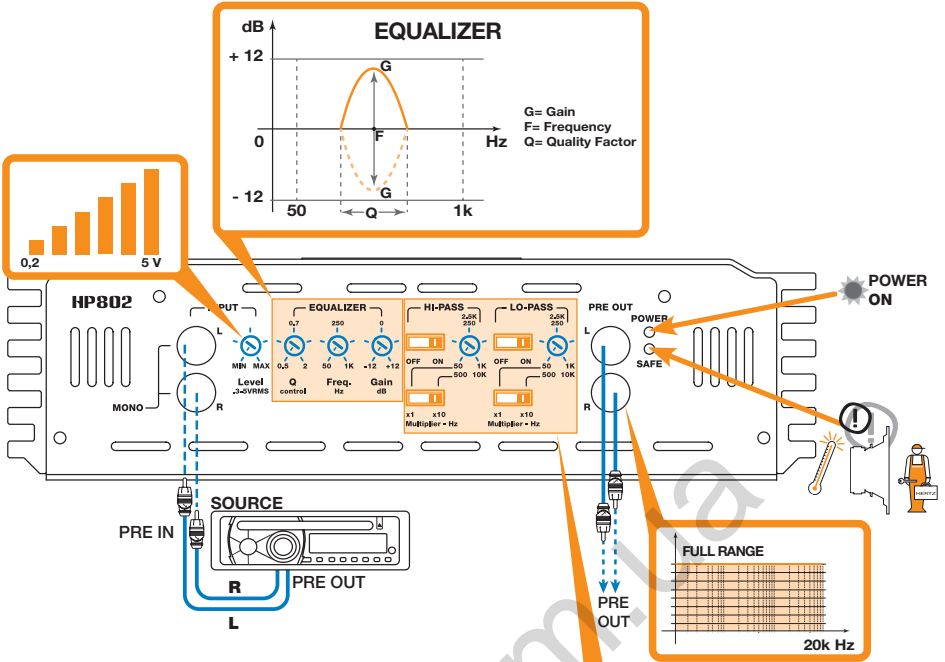 dB
EQUALIZER
+ 12
G
G= Gain
F= Frequency
Q= Quality Factor
F
0
Hz
G
- 12
50
Q
1k
0,2
5 V
HP802
INPUT
L
R
MONO
MIN MAX
Level
.3-5VRMS
EQUALIZER
0.7
250
0
0.5 2
50 1K
-12 +12
Q
control
Freq.
Hz
Gain
dB
HI-PASS
2.5K
250
OFF ON
50 1K
500 10K
x1 x10
Multiplier - Hz
LO-PASS
2.5K
250
OFF ON
50 1K
500 10K
x1 x10
Multiplier - Hz
PRE OUT
L
R
POWER
SAFE
POWER
ON
!
!
HERTZ
SOURCE
PRE IN
PRE OUT
R
L
PRE
OUT
FULL RANGE
20k Hz
m.ua